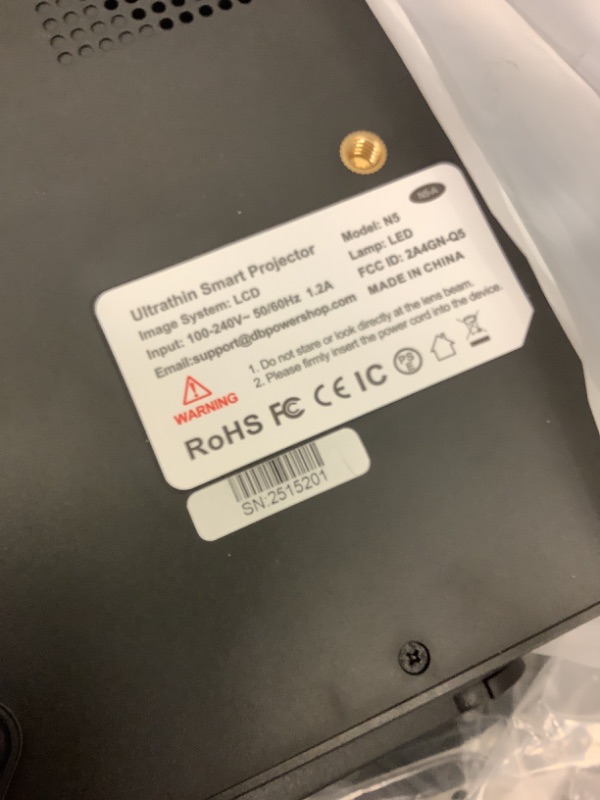 N5A
Ultrathin Smart Projector Model: N5
Image System: LCD Lamp: LED
Input: 100-240V~ 50/60Hz 1.2A FCC ID: 2A4GN-Q5
Email:support@dbpowershop.com MADE IN CHINA
WARNING
1. Do not stare or look directly at the lens beam.
2. Please firmly insert the power cord into the device.
RoHS FC CE IC PSE
SN:2515201